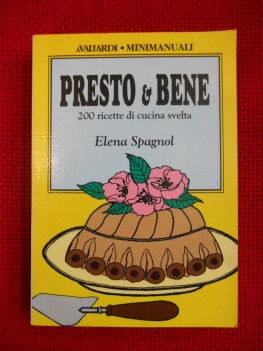 A.VALLARDI • MINIMANUALI
PRESTO & BENE
200 ricette di cucina svelta
Elena Spagnol